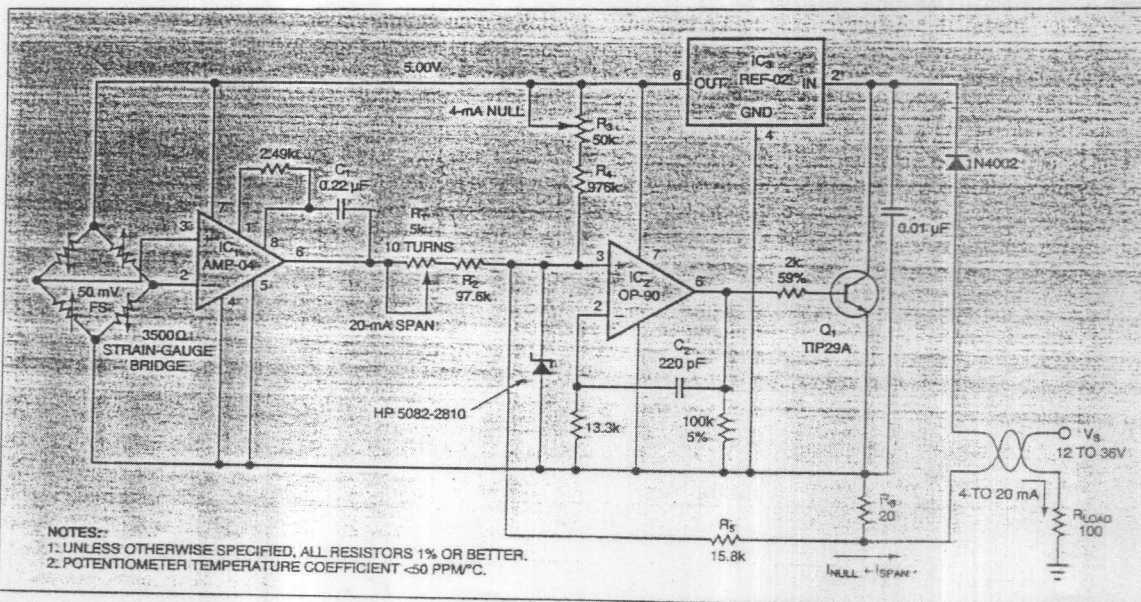 5.00V
6
OUT
IC3
REF-02
IN
2
GND
4
4-mA NULL
R3
50k
R4
976k
1N4002
0.01 µF
2.49k
C1
0.22 µF
R1
5k
10 TURNS
R2
97.6k
20-mA SPAN
3
2
7
1
8
6
5
4
IC1
AMP-04
50 mV
FS
3500Ω
STRAIN-GAUGE
BRIDGE
3
2
7
6
+
−
IC2
OP-90
2k
59%
Q1
TIP29A
C2
220 pF
HP 5082-2810
13.3k
100k
5%
VS
12 TO 36V
4 TO 20 mA
R6
20
RLOAD
100
R5
15.8k
INULL + ISPAN
NOTES:
1. UNLESS OTHERWISE SPECIFIED, ALL RESISTORS 1% OR BETTER.
2. POTENTIOMETER TEMPERATURE COEFFICIENT <50 PPM/°C.